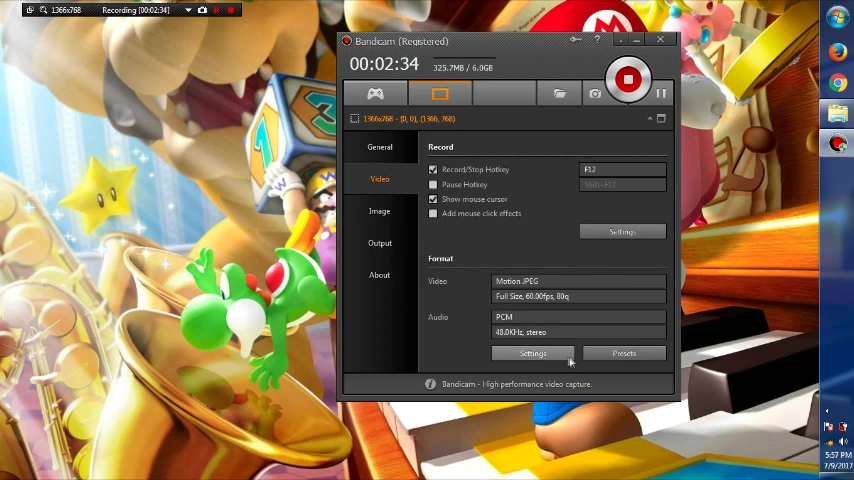 1366x768 Recording [00:02:34]
Bandicam (Registered)
00:02:34
325.7MB / 6.0GB
1366x768 - (0, 0), (1366, 768)
General
Video
Image
Output
About
Record
Record/Stop Hotkey
F12
Pause Hotkey
Shift - F12
Show mouse cursor
Add mouse click effects
Settings
Format
Video
Motion JPEG
Full Size, 60.00fps, 80q
Audio
PCM
48.0KHz, stereo
Settings
Presets
Bandicam - High performance video capture.
5:57 PM
7/9/2017